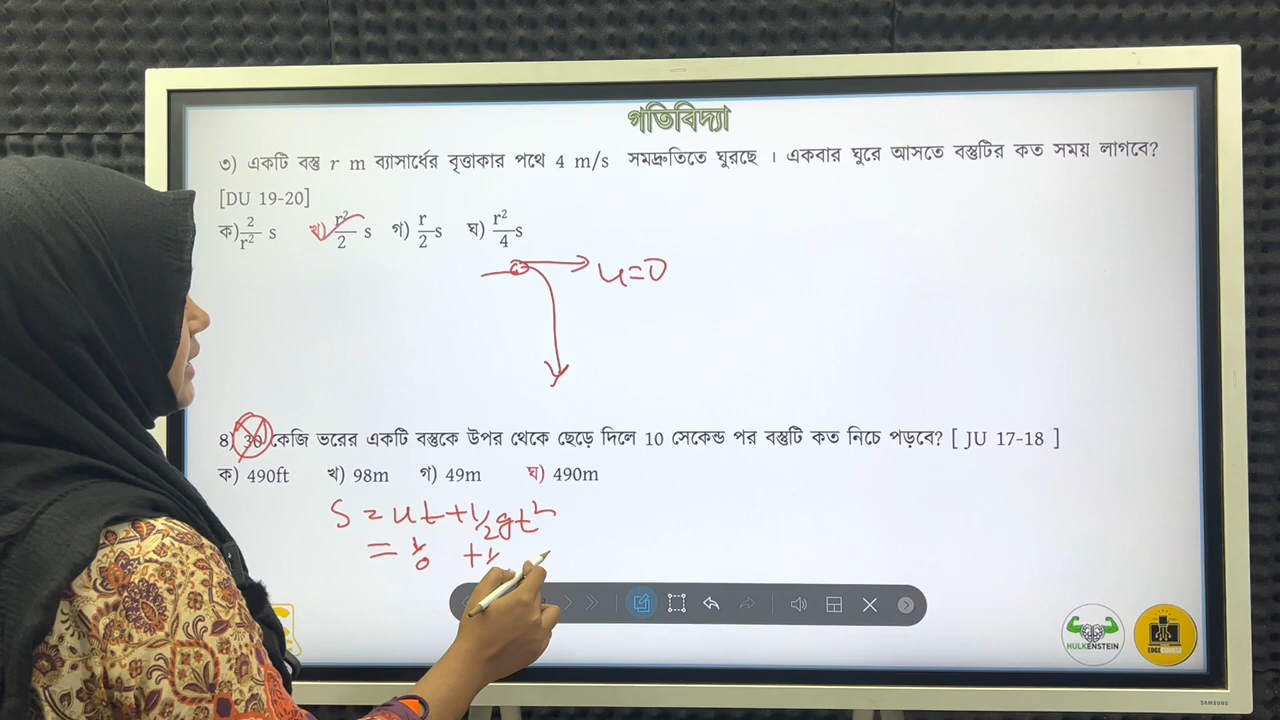 গতিবিদ্যা
৩) একটি বস্তু r m ব্যাসার্ধের বৃত্তাকার পথে 4 m/s সমদ্রুতিতে ঘুরছে । একবার ঘুরে আসতে বস্তুটির কত সময় লাগবে?
[DU 19-20]
ক) 2/r² s খ) r²/2 s গ) r/2 s ঘ) r²/4 s
u=0
৪) 30 কেজি ভরের একটি বস্তুকে উপর থেকে ছেড়ে দিলে 10 সেকেন্ড পর বস্তুটি কত নিচে পড়বে? [ JU 17-18 ]
ক) 490ft খ) 98m গ) 49m ঘ) 490m
S = ut + 1/2 gt²
HULKENSTEIN
EDGECOURSE
SAMSUNG